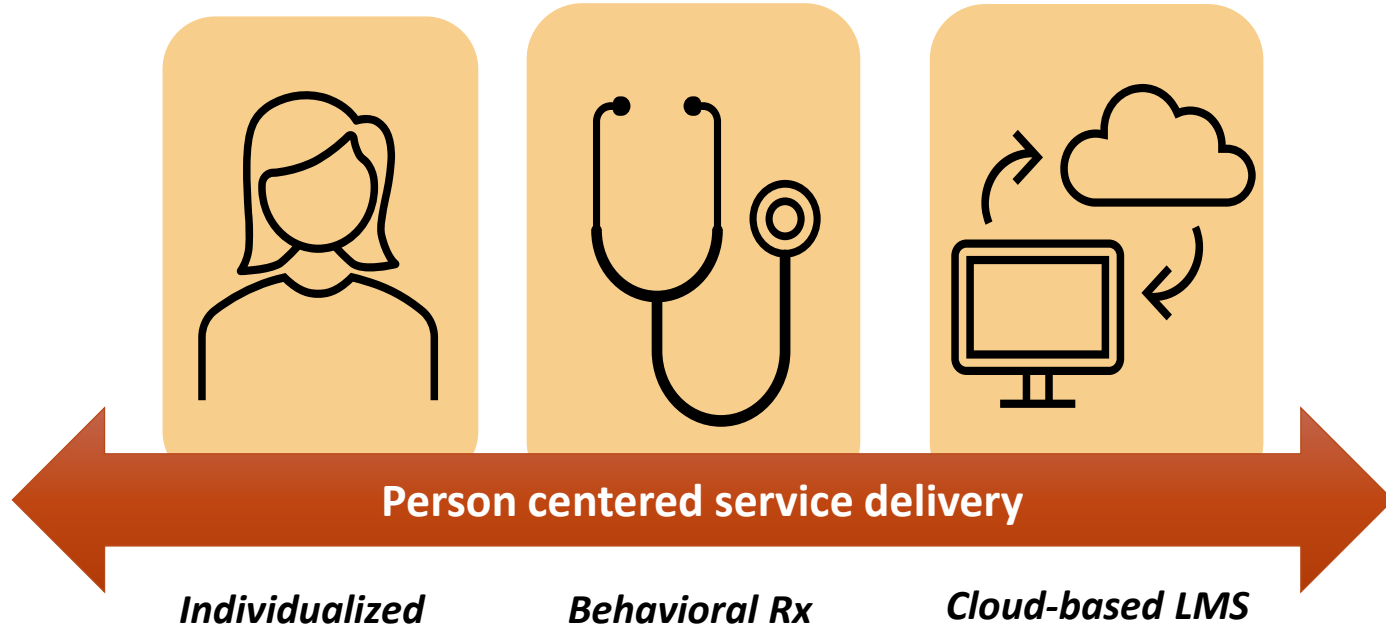 Person centered service delivery
Individualized
Behavioral Rx
Cloud-based LMS